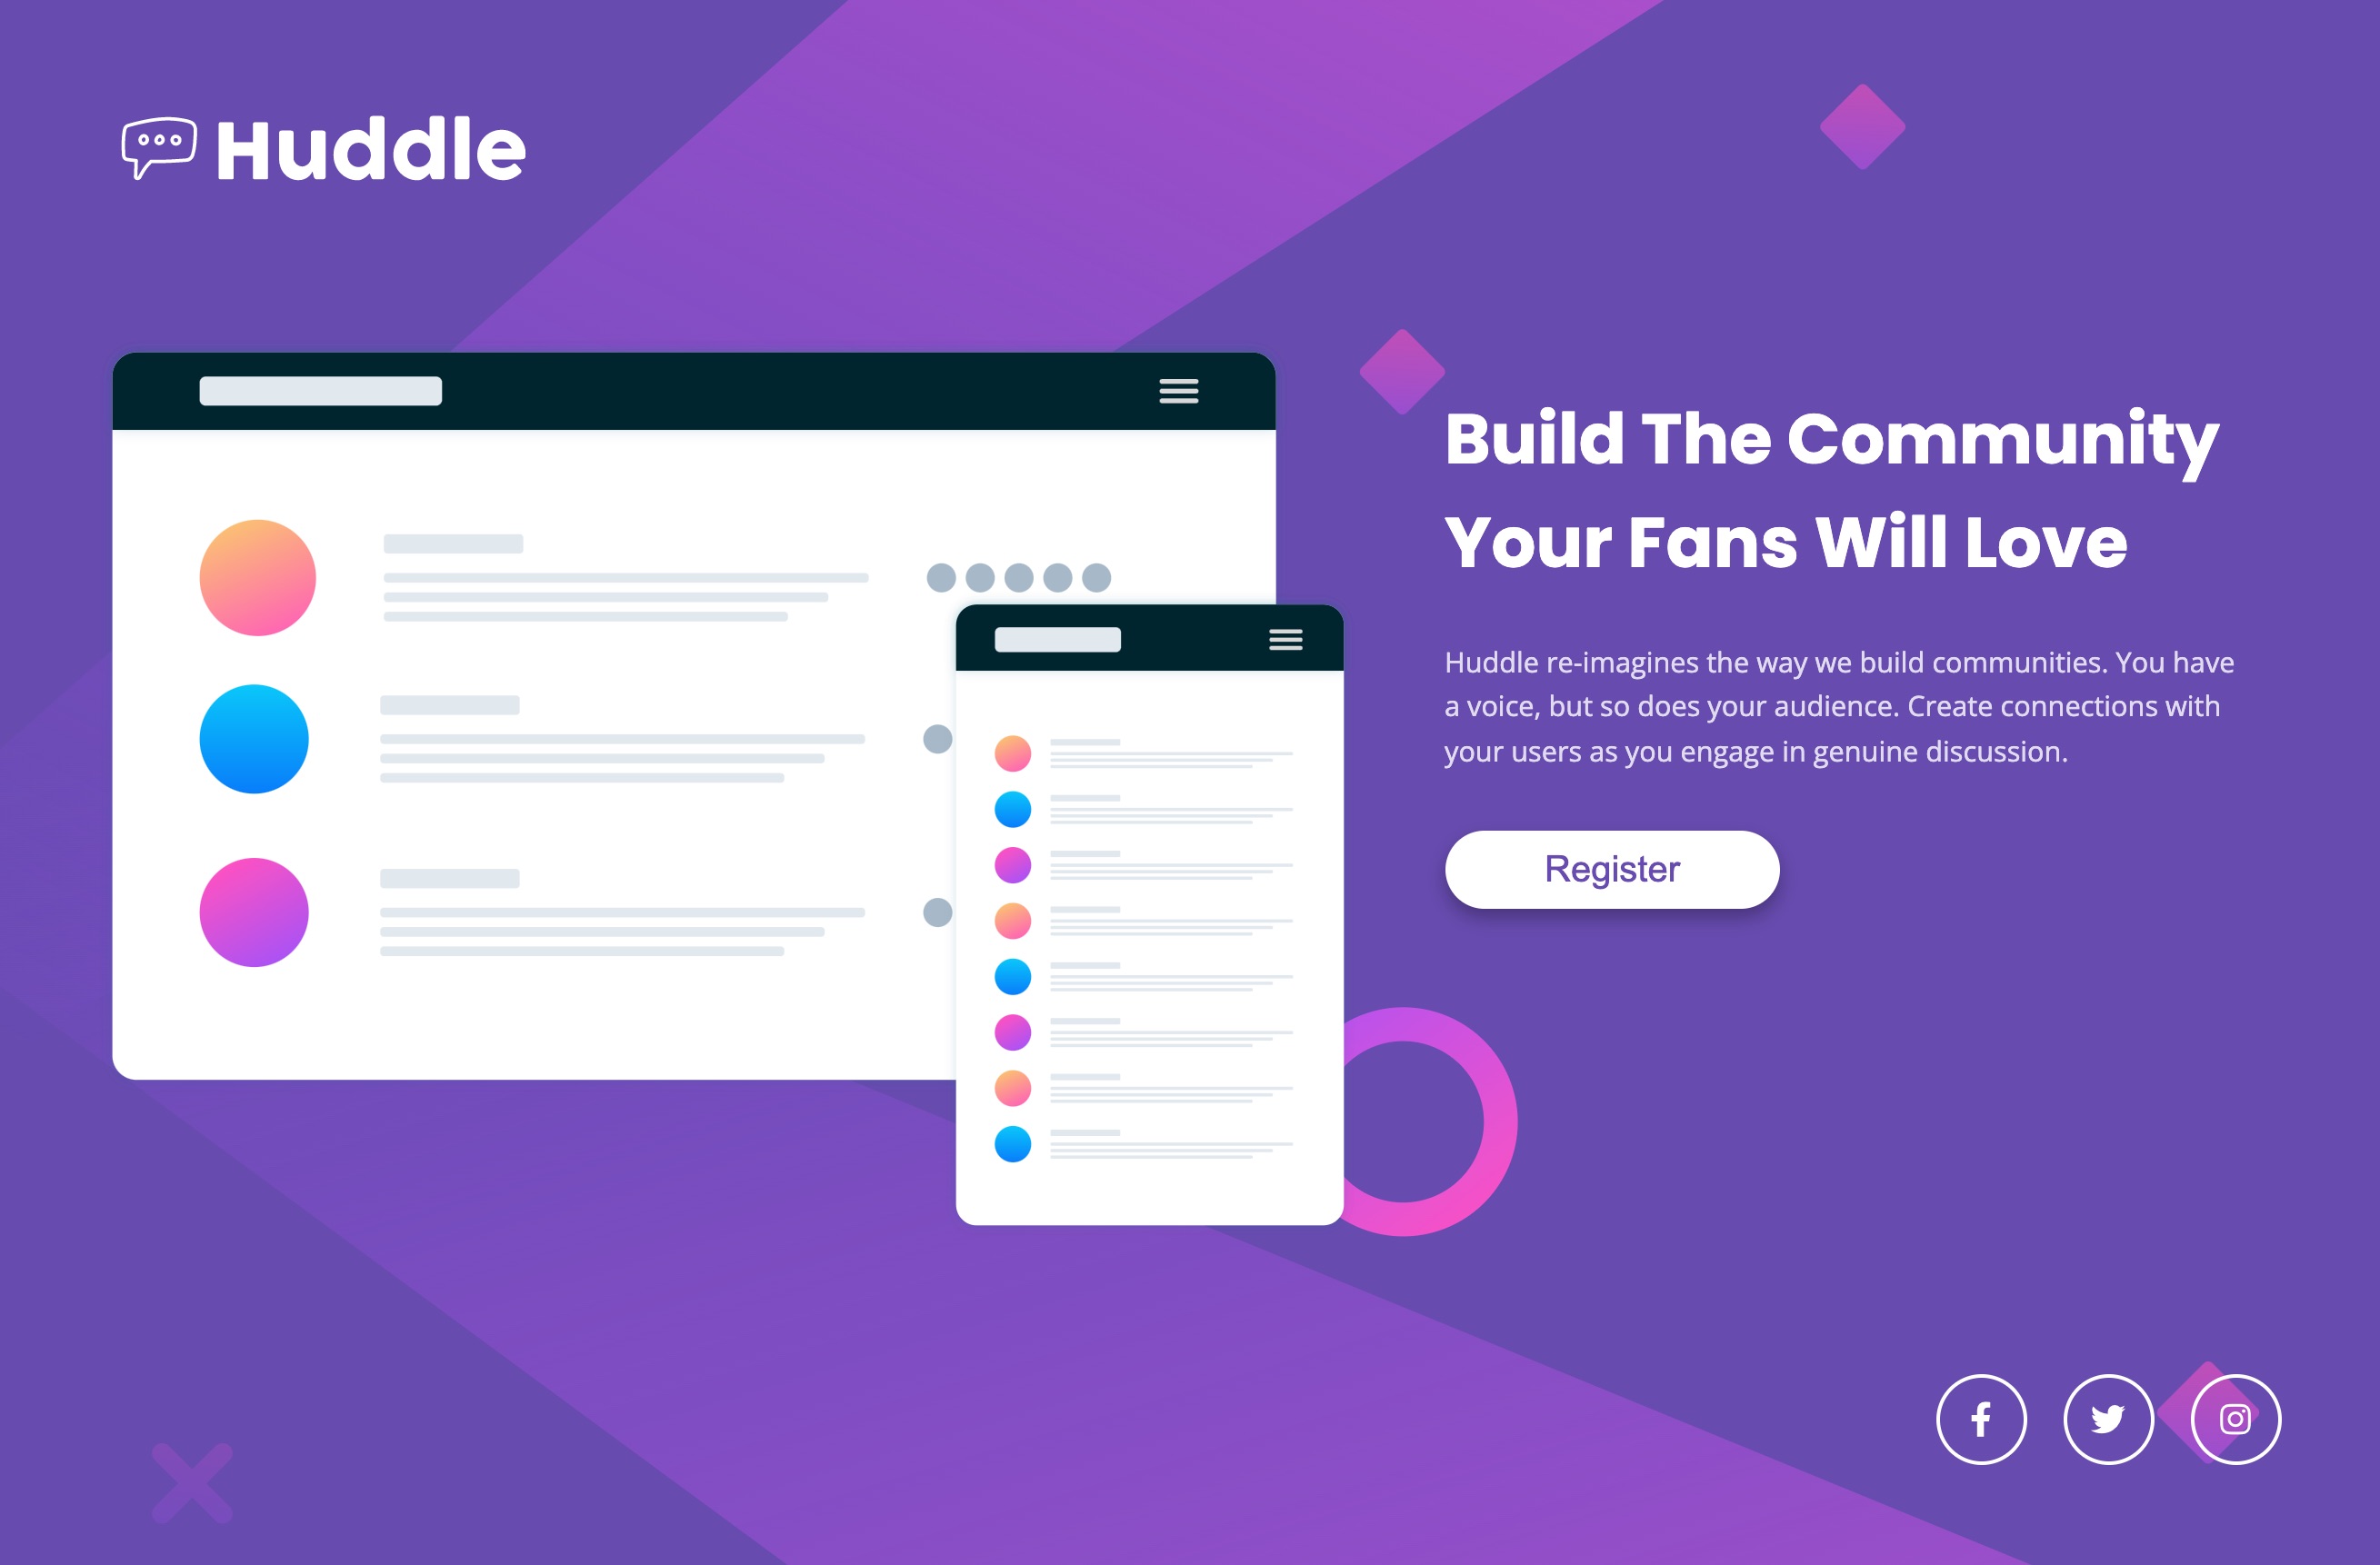 Huddle
Build The Community
Your Fans Will Love
Huddle re-imagines the way we build communities. You have
a voice, but so does your audience. Create connections with
your users as you engage in genuine discussion.
Register